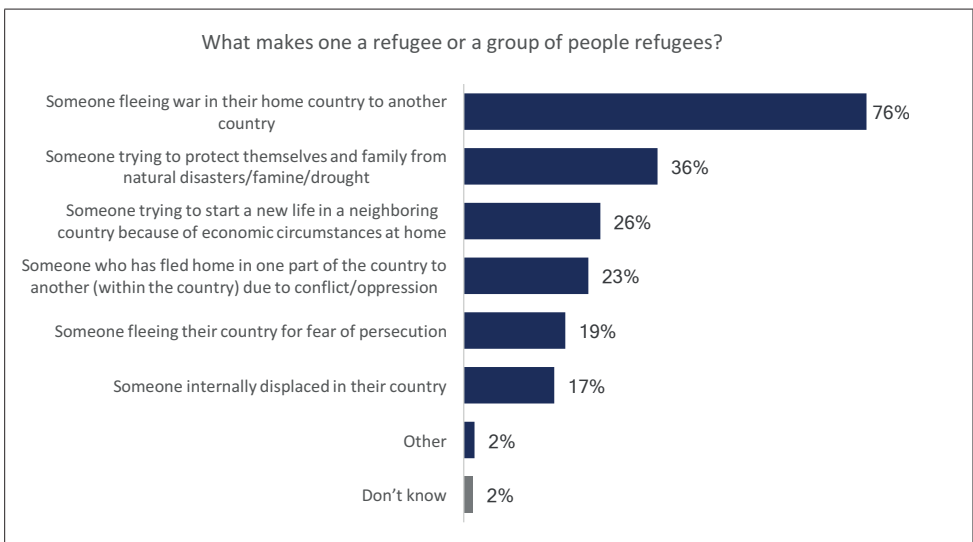 What makes one a refugee or a group of people refugees?
Someone fleeing war in their home country to another
country
76%
Someone trying to protect themselves and family from
natural disasters/famine/drought
36%
Someone trying to start a new life in a neighboring
country because of economic circumstances at home
26%
Someone who has fled home in one part of the country to
another (within the country) due to conflict/oppression
23%
Someone fleeing their country for fear of persecution
19%
Someone internally displaced in their country
17%
Other
2%
Don't know
2%